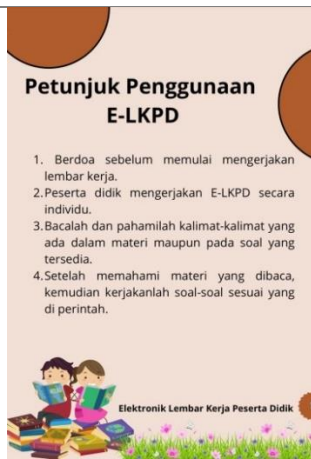 Petunjuk Penggunaan
E-LKPD
1. Berdoa sebelum memulai mengerjakan
lembar kerja.
2.Peserta didik mengerjakan E-LKPD secara
individu.
3.Bacalah dan pahamilah kalimat-kalimat yang
ada dalam materi maupun pada soal yang
tersedia.
4.Setelah memahami materi yang dibaca,
kemudian kerjakanlah soal-soal sesuai yang
di perintah.
Elektronik Lembar Kerja Peserta Didik